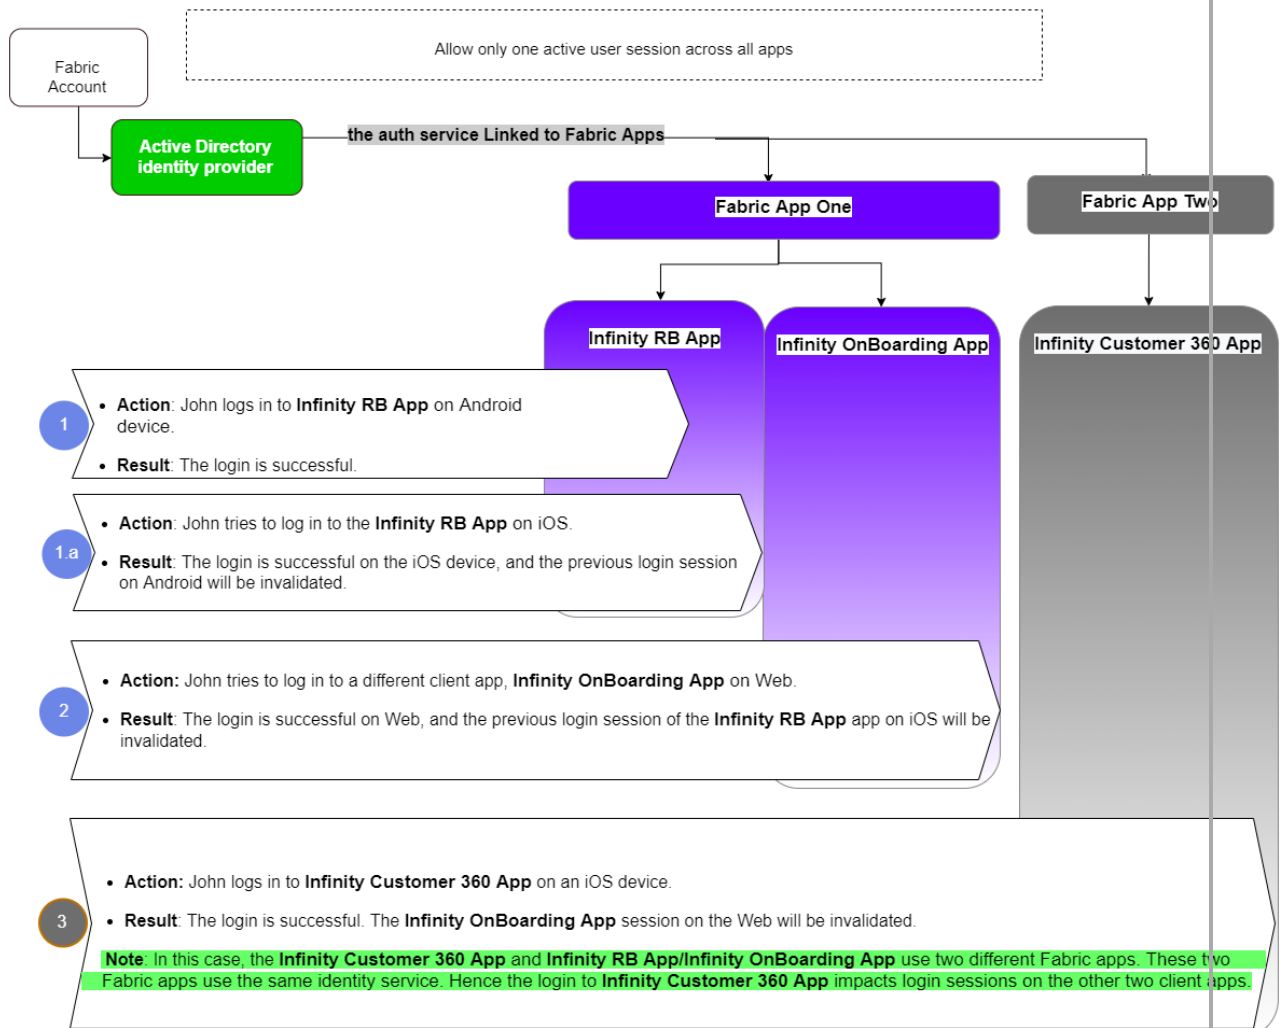 Allow only one active user session across all apps
Fabric
Account
Active Directory
identity provider
the auth service Linked to Fabric Apps
Fabric App One
Fabric App Two
Infinity RB App
Infinity OnBoarding App
Infinity Customer 360 App
1
• Action: John logs in to Infinity RB App on Android
device.
• Result: The login is successful.
1.a
• Action: John tries to log in to the Infinity RB App on iOS.
• Result: The login is successful on the iOS device, and the previous login session
on Android will be invalidated.
2
• Action: John tries to log in to a different client app, Infinity OnBoarding App on Web.
• Result: The login is successful on Web, and the previous login session of the Infinity RB App app on iOS will be
invalidated.
3
• Action: John logs in to Infinity Customer 360 App on an iOS device.
• Result: The login is successful. The Infinity OnBoarding App session on the Web will be invalidated.
Note: In this case, the Infinity Customer 360 App and Infinity RB App/Infinity OnBoarding App use two different Fabric apps. These two
Fabric apps use the same identity service. Hence the login to Infinity Customer 360 App impacts login sessions on the other two client apps.